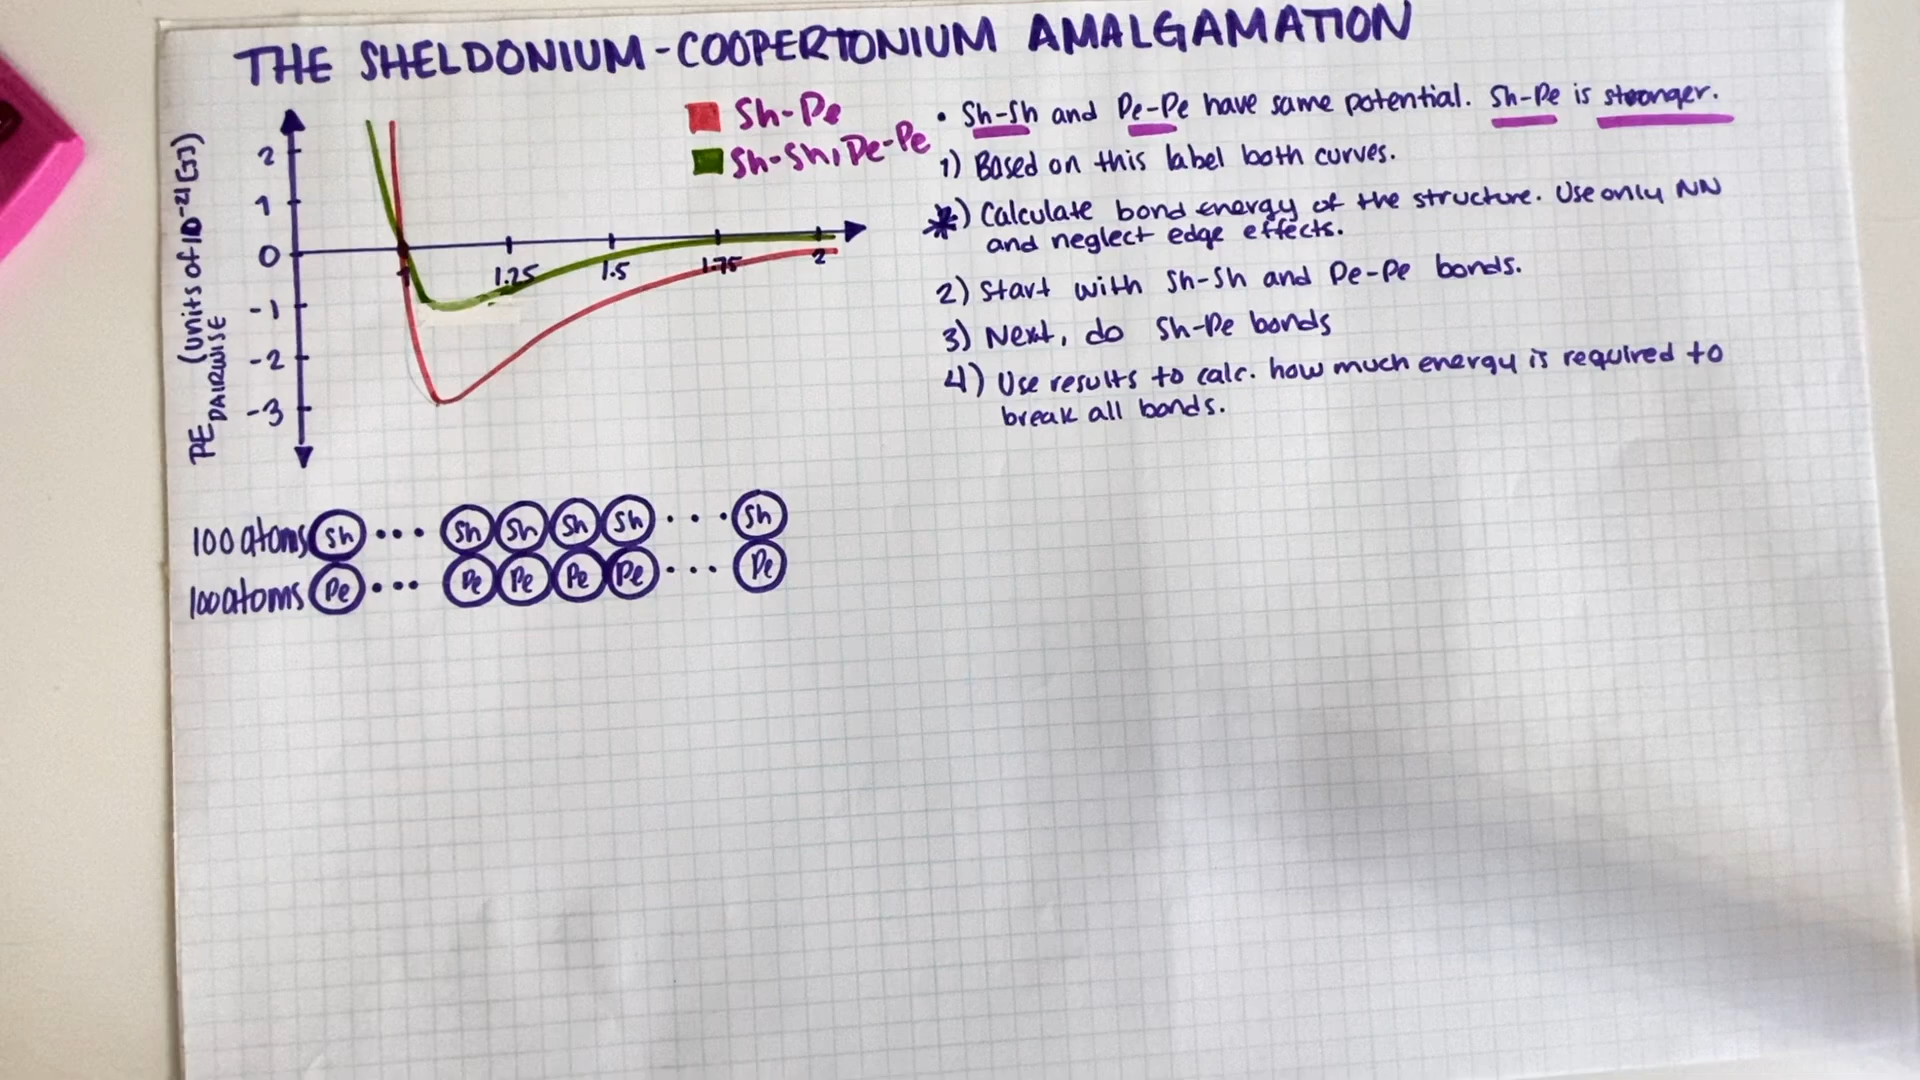 THE SHELDONIUM-COOPERTONIUM AMALGAMATION
Sh-Pe
Sh-Sh, Pe-Pe
PE PAIRWISE (units of 10⁻²¹ [J])
2
1
0
-1
-2
-3
1 1.25 1.5 1.75 2
• Sh-Sh and Pe-Pe have same potential. Sh-Pe is stronger.
1) Based on this label both curves.
*) Calculate bond energy of the structure. Use only NN
and neglect edge effects.
2) Start with Sh-Sh and Pe-Pe bonds.
3) Next, do Sh-Pe bonds
4) Use results to calc. how much energy is required to
break all bonds.
100 atoms Sh ... Sh Sh Sh Sh ... Sh
100 atoms Pe ... Pe Pe Pe Pe ... Pe